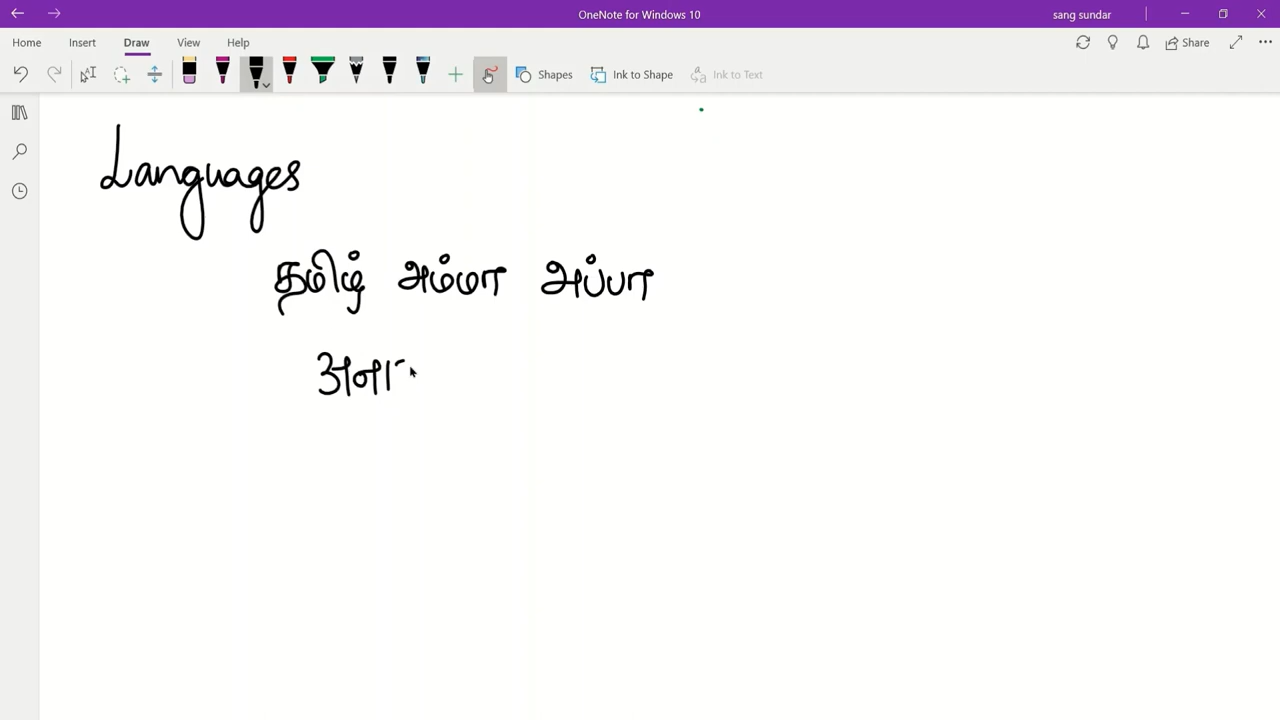 OneNote for Windows 10 sang sundar
Home Insert Draw View Help Share
Shapes Ink to Shape Ink to Text
Languages
தமிழ் அம்மா அப்பா